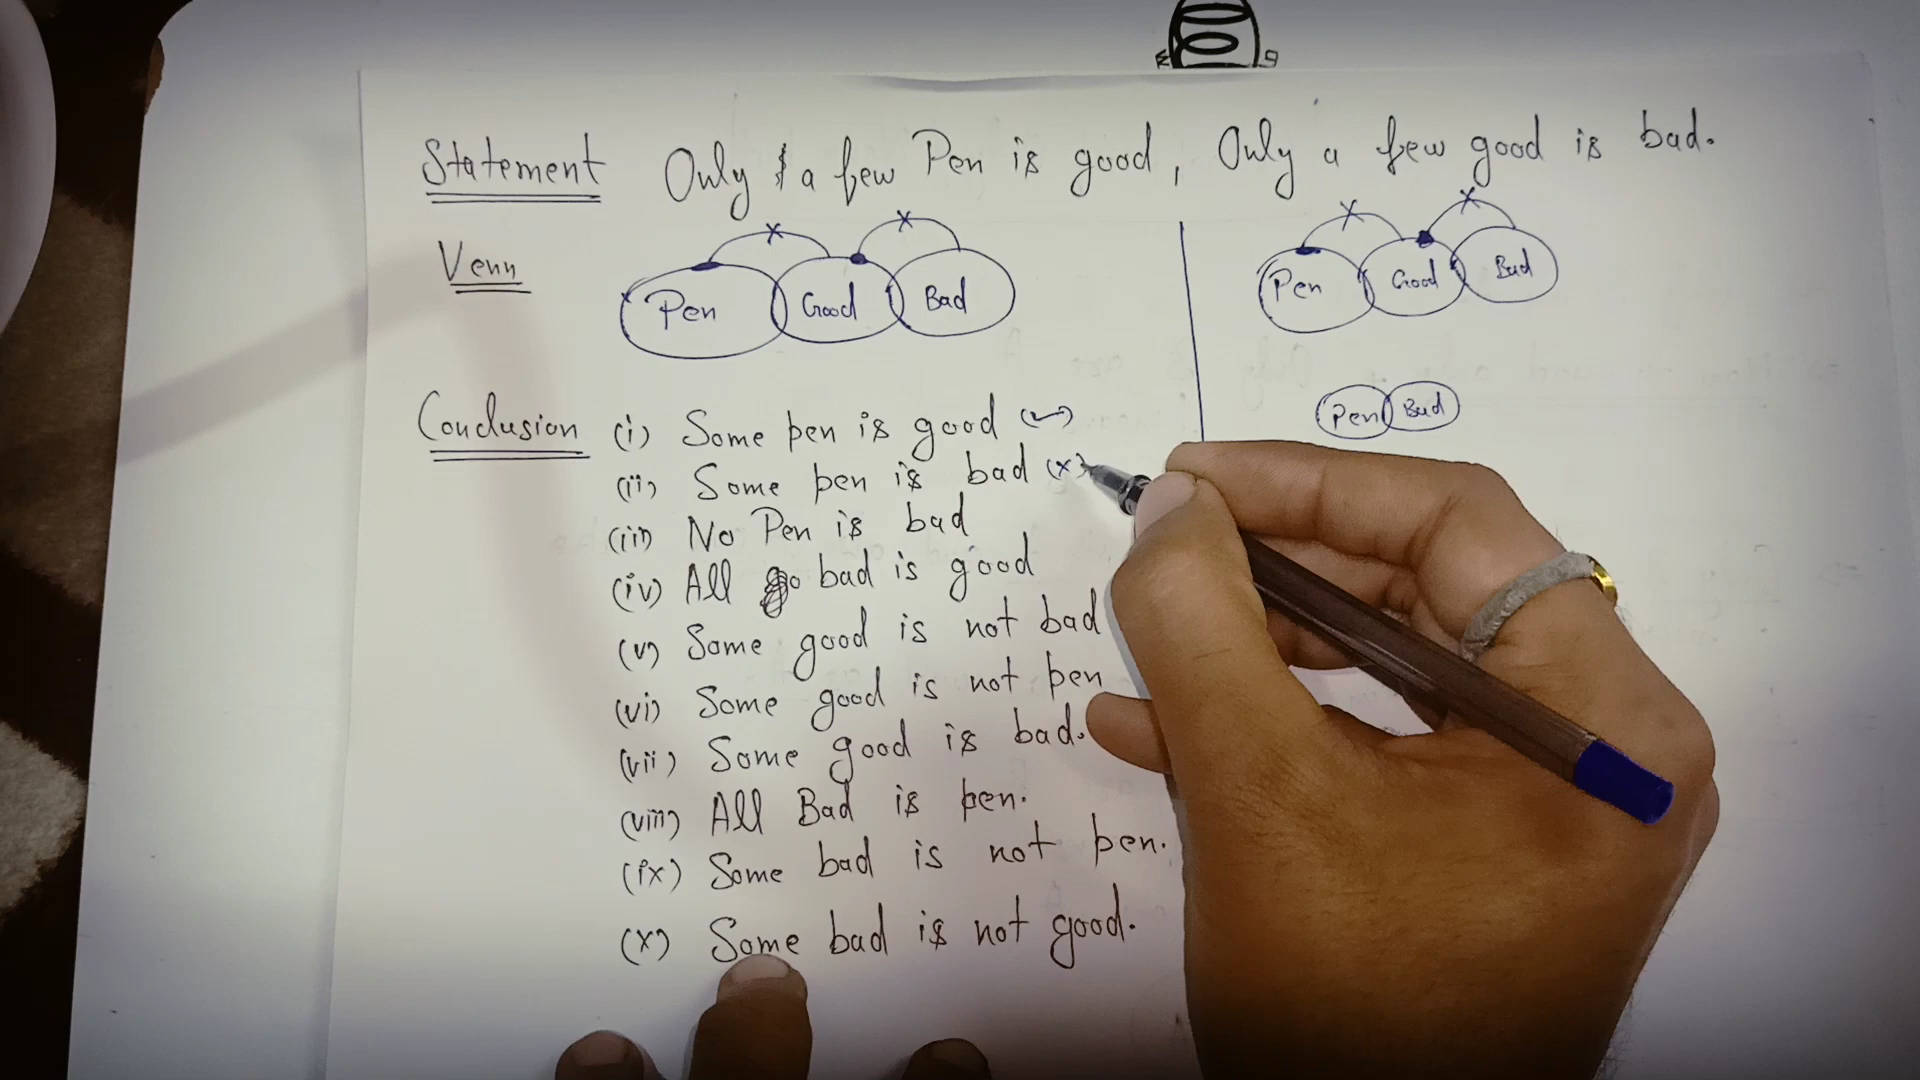 Statement Only a few Pen is good, Only a few good is bad.
Venn
Pen Good Bad
Pen Good Bad
Pen Bad
Conclusion (i) Some pen is good (✓)
(ii) Some pen is bad (x)
(iii) No Pen is bad
(iv) All bad is good
(v) Some good is not bad
(vi) Some good is not pen
(vii) Some good is bad.
(viii) All Bad is pen.
(ix) Some bad is not pen.
(x) Some bad is not good.